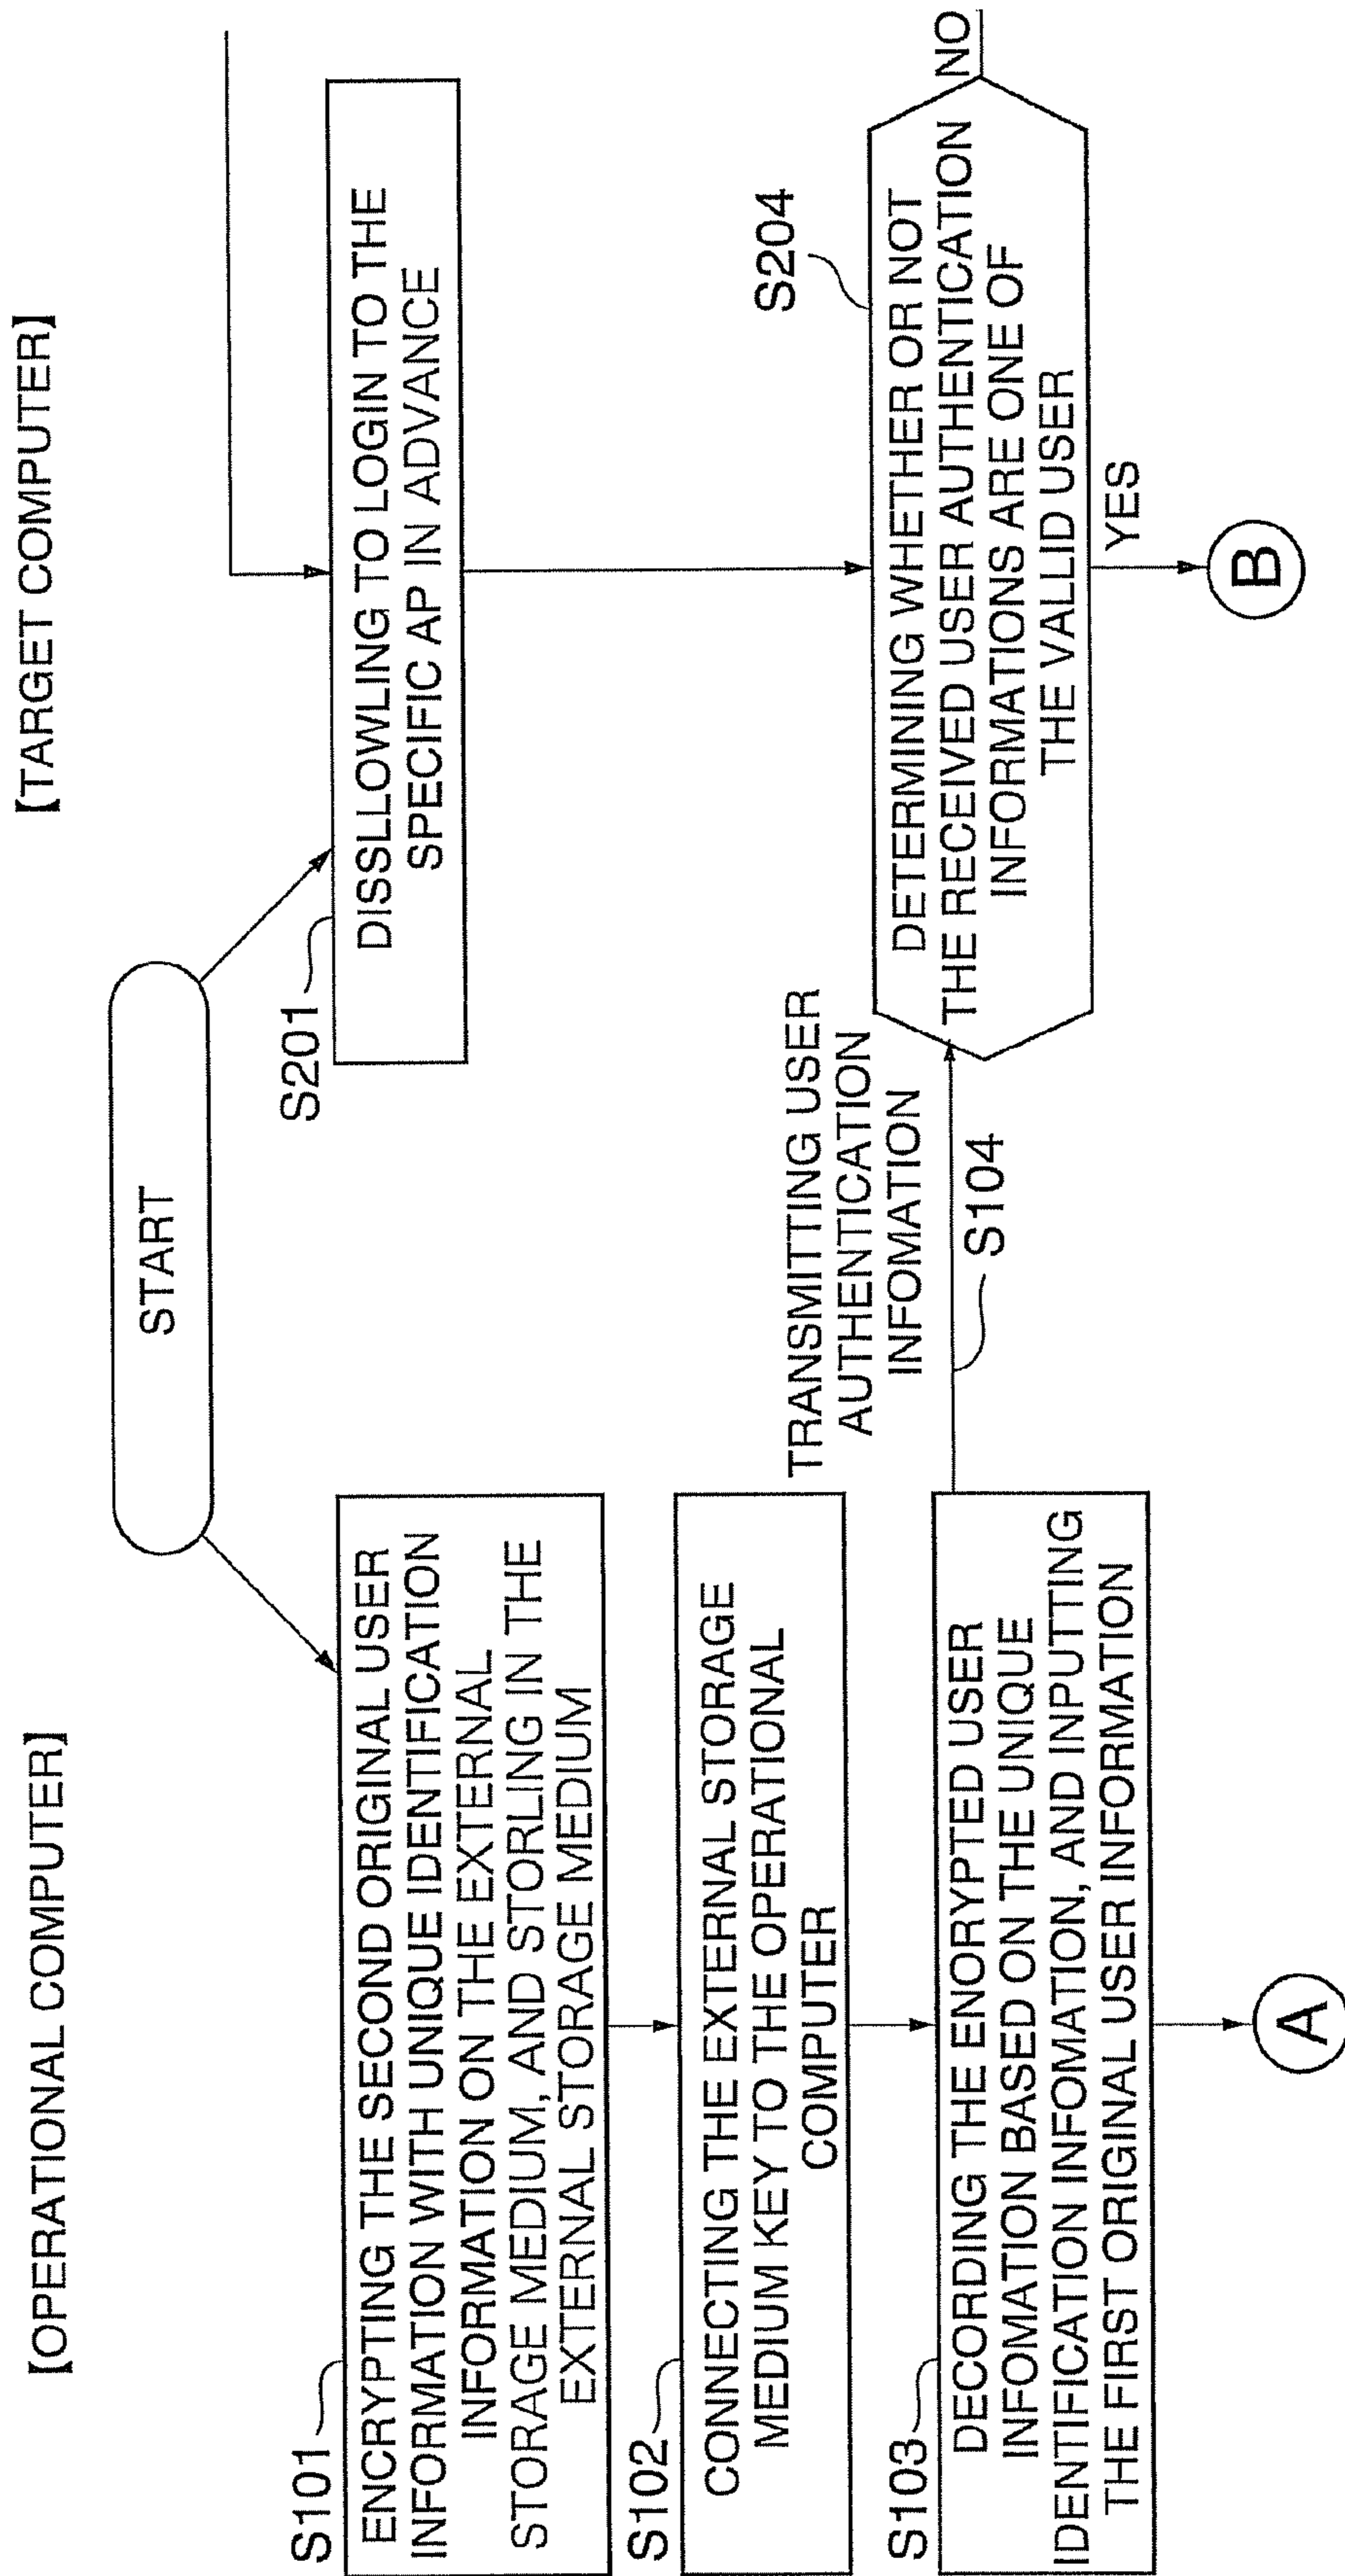 【OPERATIONAL COMPUTER】
【TARGET COMPUTER】
START
S101
ENCRYPTING THE SECOND ORIGINAL USER
INFORMATION WITH UNIQUE IDENTIFICATION
INFORMATION ON THE EXTERNAL
STORAGE MEDIUM, AND STORLING IN THE
EXTERNAL STORAGE MEDIUM
S201
DISSLLOWLING TO LOGIN TO THE
SPECIFIC AP IN ADVANCE
S102
CONNECTING THE EXTERNAL STORAGE
MEDIUM KEY TO THE OPERATIONAL
COMPUTER
S103
DECORDING THE ENORYPTED USER
INFOMATION BASED ON THE UNIQUE
IDENTIFICATION INFOMATION, AND INPUTTING
THE FIRST ORIGINAL USER INFORMATION
TRANSMITTING USER
AUTHENTICATION
INFOMATION
S104
S204
DETERMINING WHETHER OR NOT
THE RECEIVED USER AUTHENTICATION
INFORMATIONS ARE ONE OF
THE VALLID USER
NO
YES
A
B